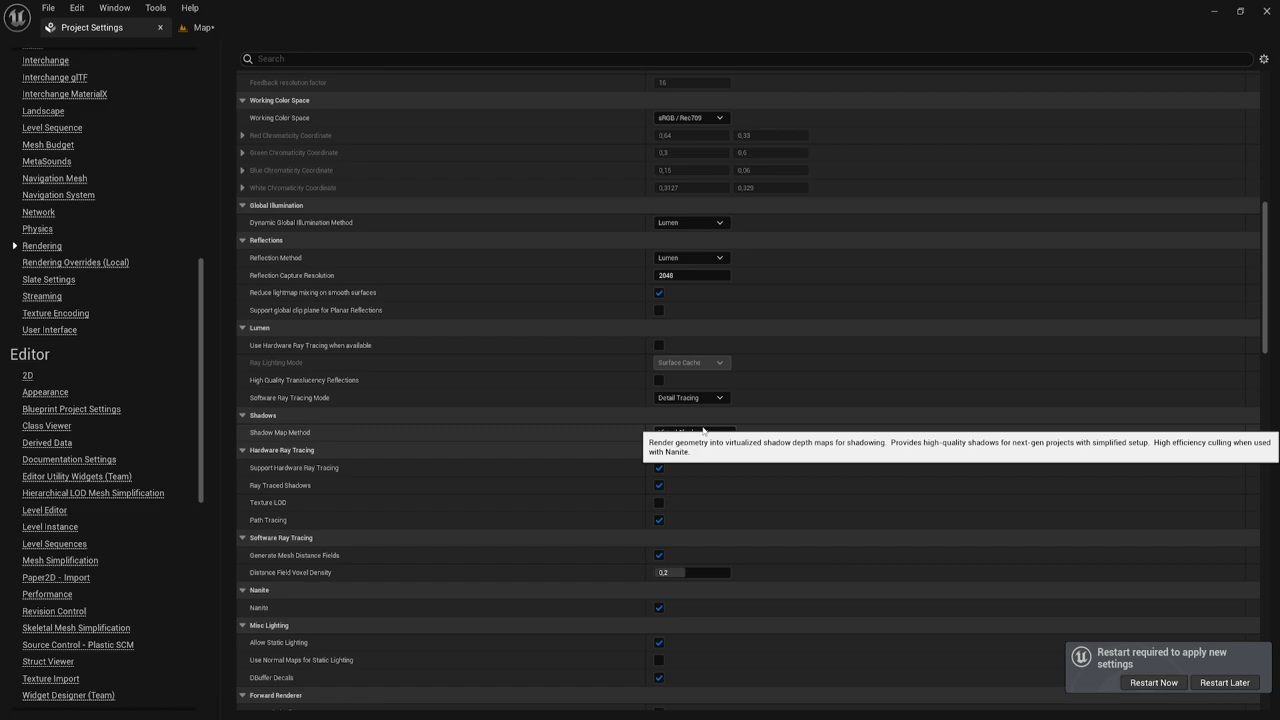 File Edit Window Tools Help
Project Settings
Map*
Interchange
Interchange glTF
Interchange MaterialX
Landscape
Level Sequence
Mesh Budget
MetaSounds
Navigation Mesh
Navigation System
Network
Physics
Rendering
Rendering Overrides (Local)
Slate Settings
Streaming
Texture Encoding
User Interface
Editor
2D
Appearance
Blueprint Project Settings
Class Viewer
Derived Data
Documentation Settings
Editor Utility Widgets (Team)
Hierarchical LOD Mesh Simplification
Level Editor
Level Instance
Level Sequences
Mesh Simplification
Paper2D - Import
Performance
Revision Control
Skeletal Mesh Simplification
Source Control - Plastic SCM
Struct Viewer
Texture Import
Widget Designer (Team)
Search
Feedback resolution factor 16
Working Color Space
Working Color Space sRGB / Rec709
Red Chromaticity Coordinate 0,64 0,33
Green Chromaticity Coordinate 0,3 0,6
Blue Chromaticity Coordinate 0,15 0,06
White Chromaticity Coordinate 0,3127 0,329
Global Illumination
Dynamic Global Illumination Method Lumen
Reflections
Reflection Method Lumen
Reflection Capture Resolution 2048
Reduce lightmap mixing on smooth surfaces
Support global clip plane for Planar Reflections
Lumen
Use Hardware Ray Tracing when available
Ray Lighting Mode Surface Cache
High Quality Translucency Reflections
Software Ray Tracing Mode Detail Tracing
Shadows
Shadow Map Method
Render geometry into virtualized shadow depth maps for shadowing. Provides high-quality shadows for next-gen projects with simplified setup. High efficiency culling when used
with Nanite.
Hardware Ray Tracing
Support Hardware Ray Tracing
Ray Traced Shadows
Texture LOD
Path Tracing
Software Ray Tracing
Generate Mesh Distance Fields
Distance Field Voxel Density 0,2
Nanite
Nanite
Misc Lighting
Allow Static Lighting
Use Normal Maps for Static Lighting
DBuffer Decals
Forward Renderer
Restart required to apply new
settings
Restart Now Restart Later